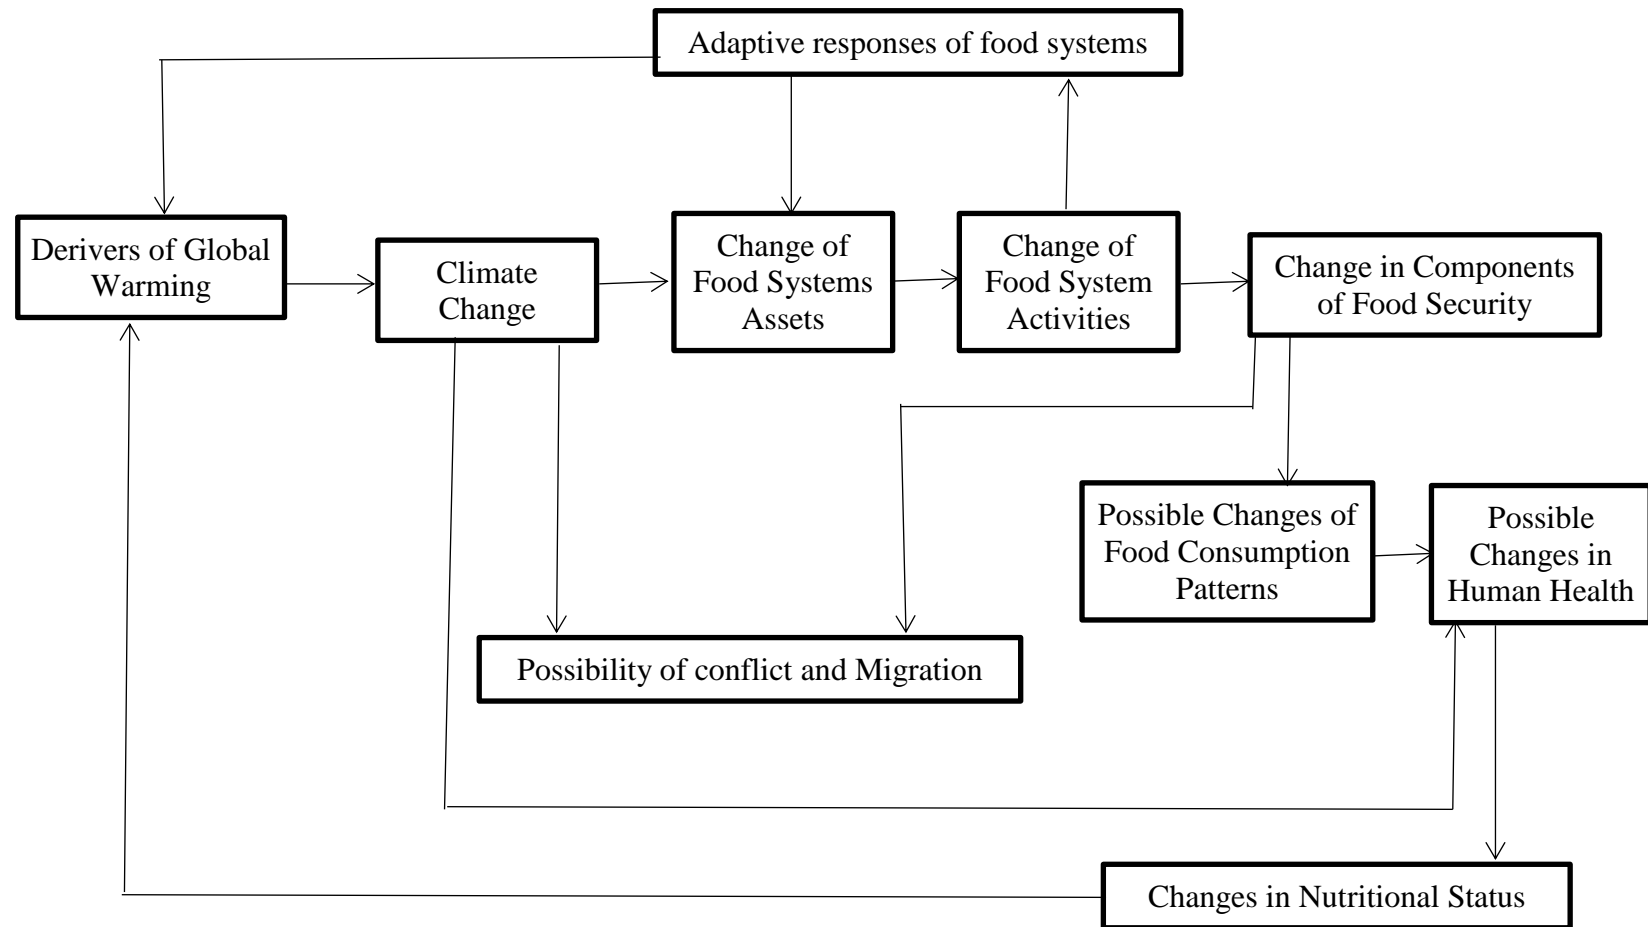 Adaptive responses of food systems
Derivers of Global
Warming
Climate
Change
Change of
Food Systems
Assets
Change of
Food System
Activities
Change in Components
of Food Security
Possible Changes of
Food Consumption
Patterns
Possible
Changes in
Human Health
Possibility of conflict and Migration
Changes in Nutritional Status